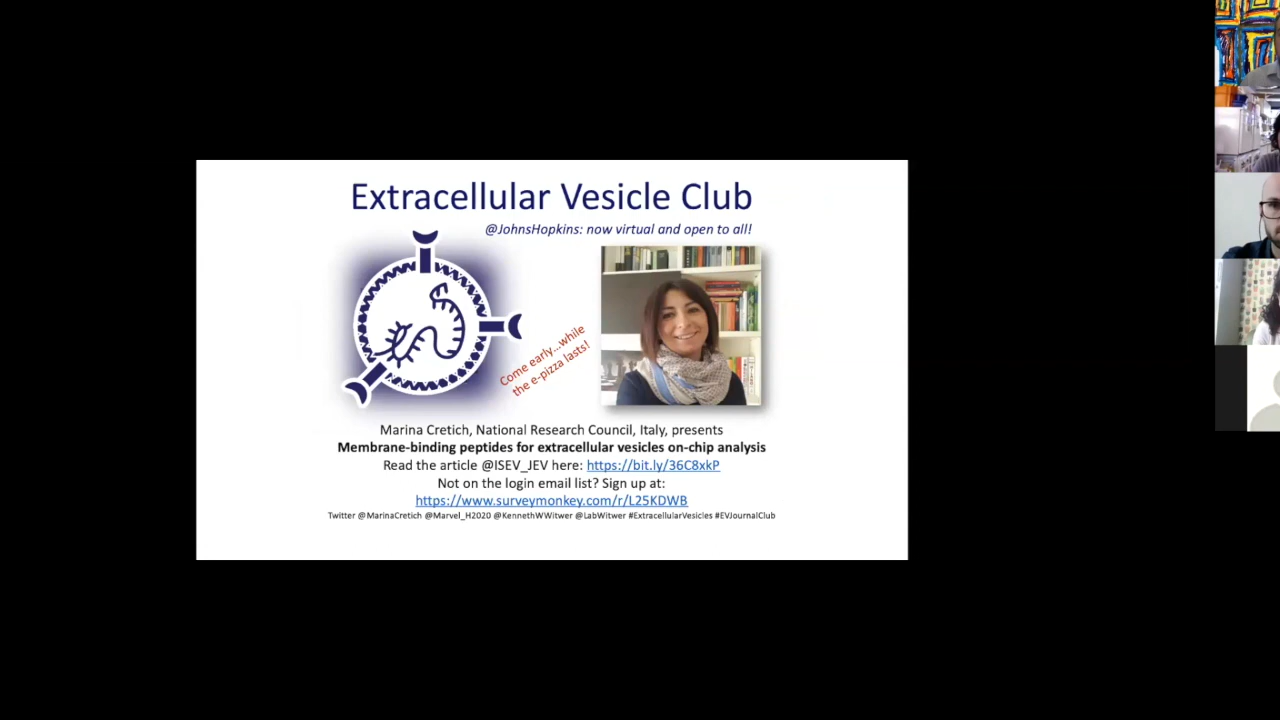 Extracellular Vesicle Club
@JohnsHopkins: now virtual and open to all!
Come early...while
the e-pizza lasts!
Marina Cretich, National Research Council, Italy, presents
Membrane-binding peptides for extracellular vesicles on-chip analysis
Read the article @ISEV_JEV here: https://bit.ly/36C8xkP
Not on the login email list? Sign up at:
https://www.surveymonkey.com/r/L25KDWB
Twitter @MarinaCretich @Marvel_H2020 @KennethWWitwer @LabWitwer #ExtracellularVesicles #EVJournalClub